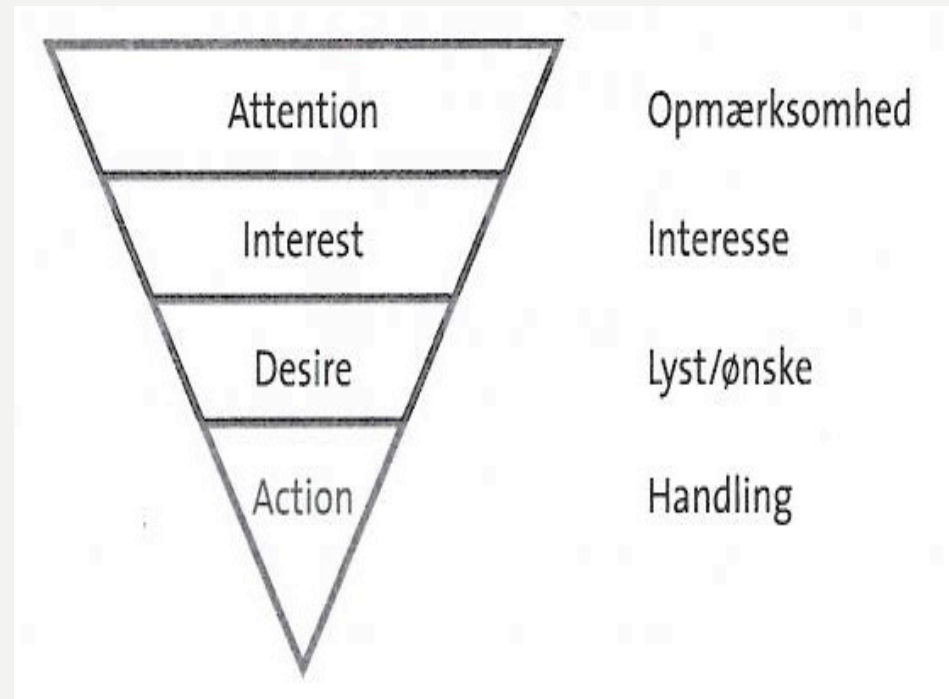 Attention Opmærksomhed
Interest Interesse
Desire Lyst/ønske
Action Handling